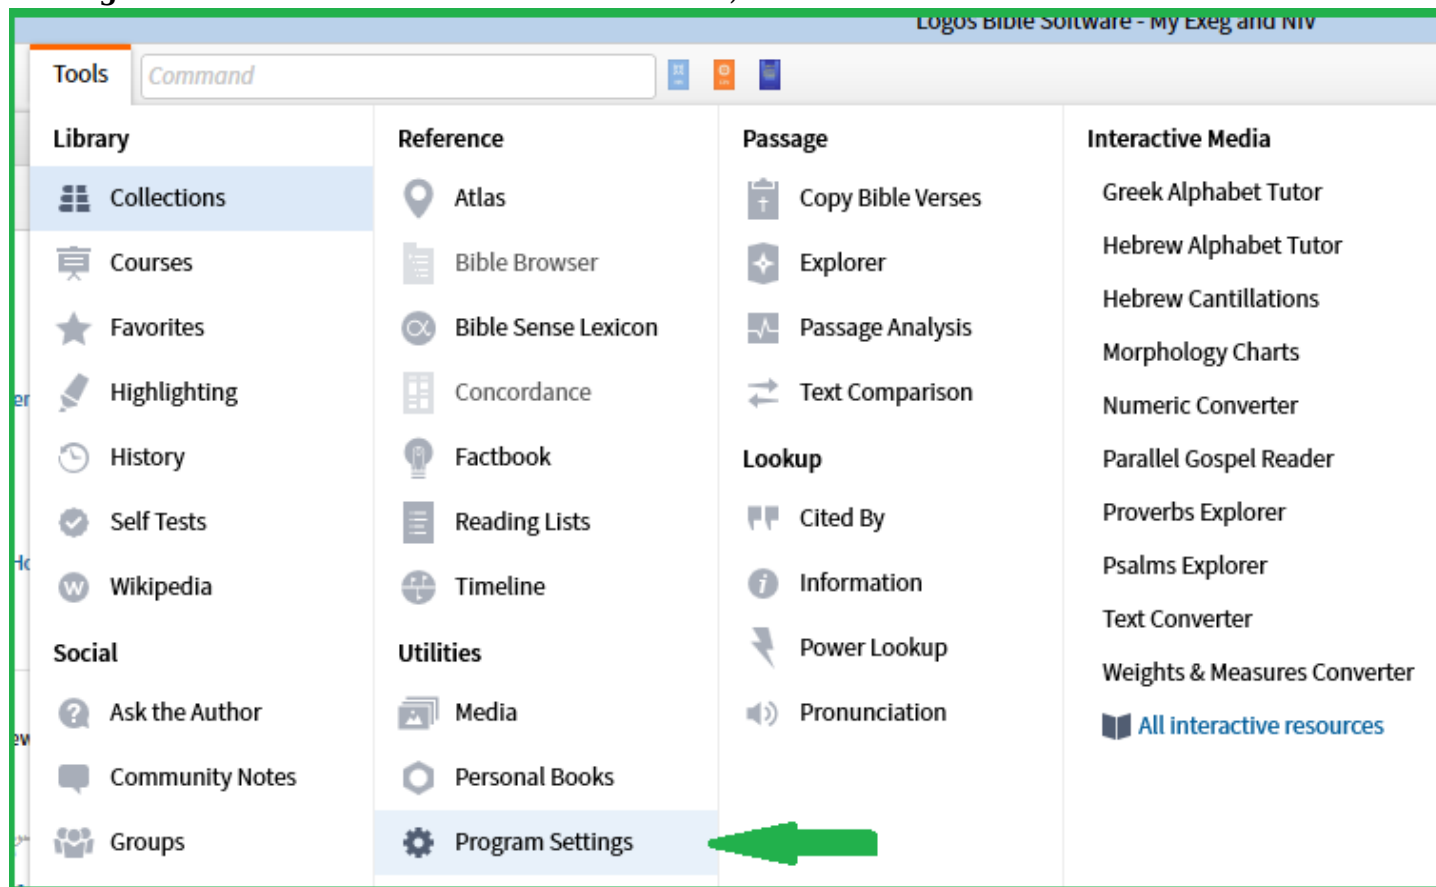 Logos Bible Software - My Exeg and NIV
Tools
Command
Library
Collections
Courses
Favorites
Highlighting
History
Self Tests
Wikipedia
Social
Ask the Author
Community Notes
Groups
Reference
Atlas
Bible Browser
Bible Sense Lexicon
Concordance
Factbook
Reading Lists
Timeline
Utilities
Media
Personal Books
Program Settings
Passage
Copy Bible Verses
Explorer
Passage Analysis
Text Comparison
Lookup
Cited By
Information
Power Lookup
Pronunciation
Interactive Media
Greek Alphabet Tutor
Hebrew Alphabet Tutor
Hebrew Cantillations
Morphology Charts
Numeric Converter
Parallel Gospel Reader
Proverbs Explorer
Psalms Explorer
Text Converter
Weights & Measures Converter
All interactive resources